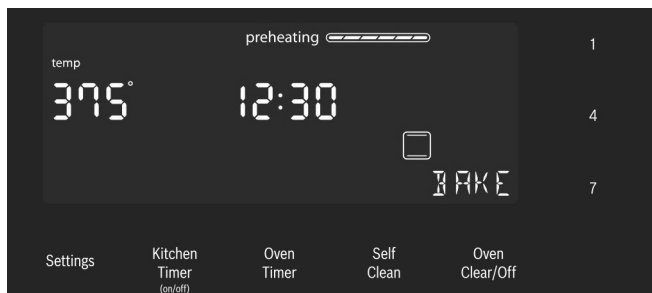 preheating
1
temp
375°
12:30
4
BAKE
7
Settings
Kitchen
Timer
(on/off)
Oven
Timer
Self
Clean
Oven
Clear/Off